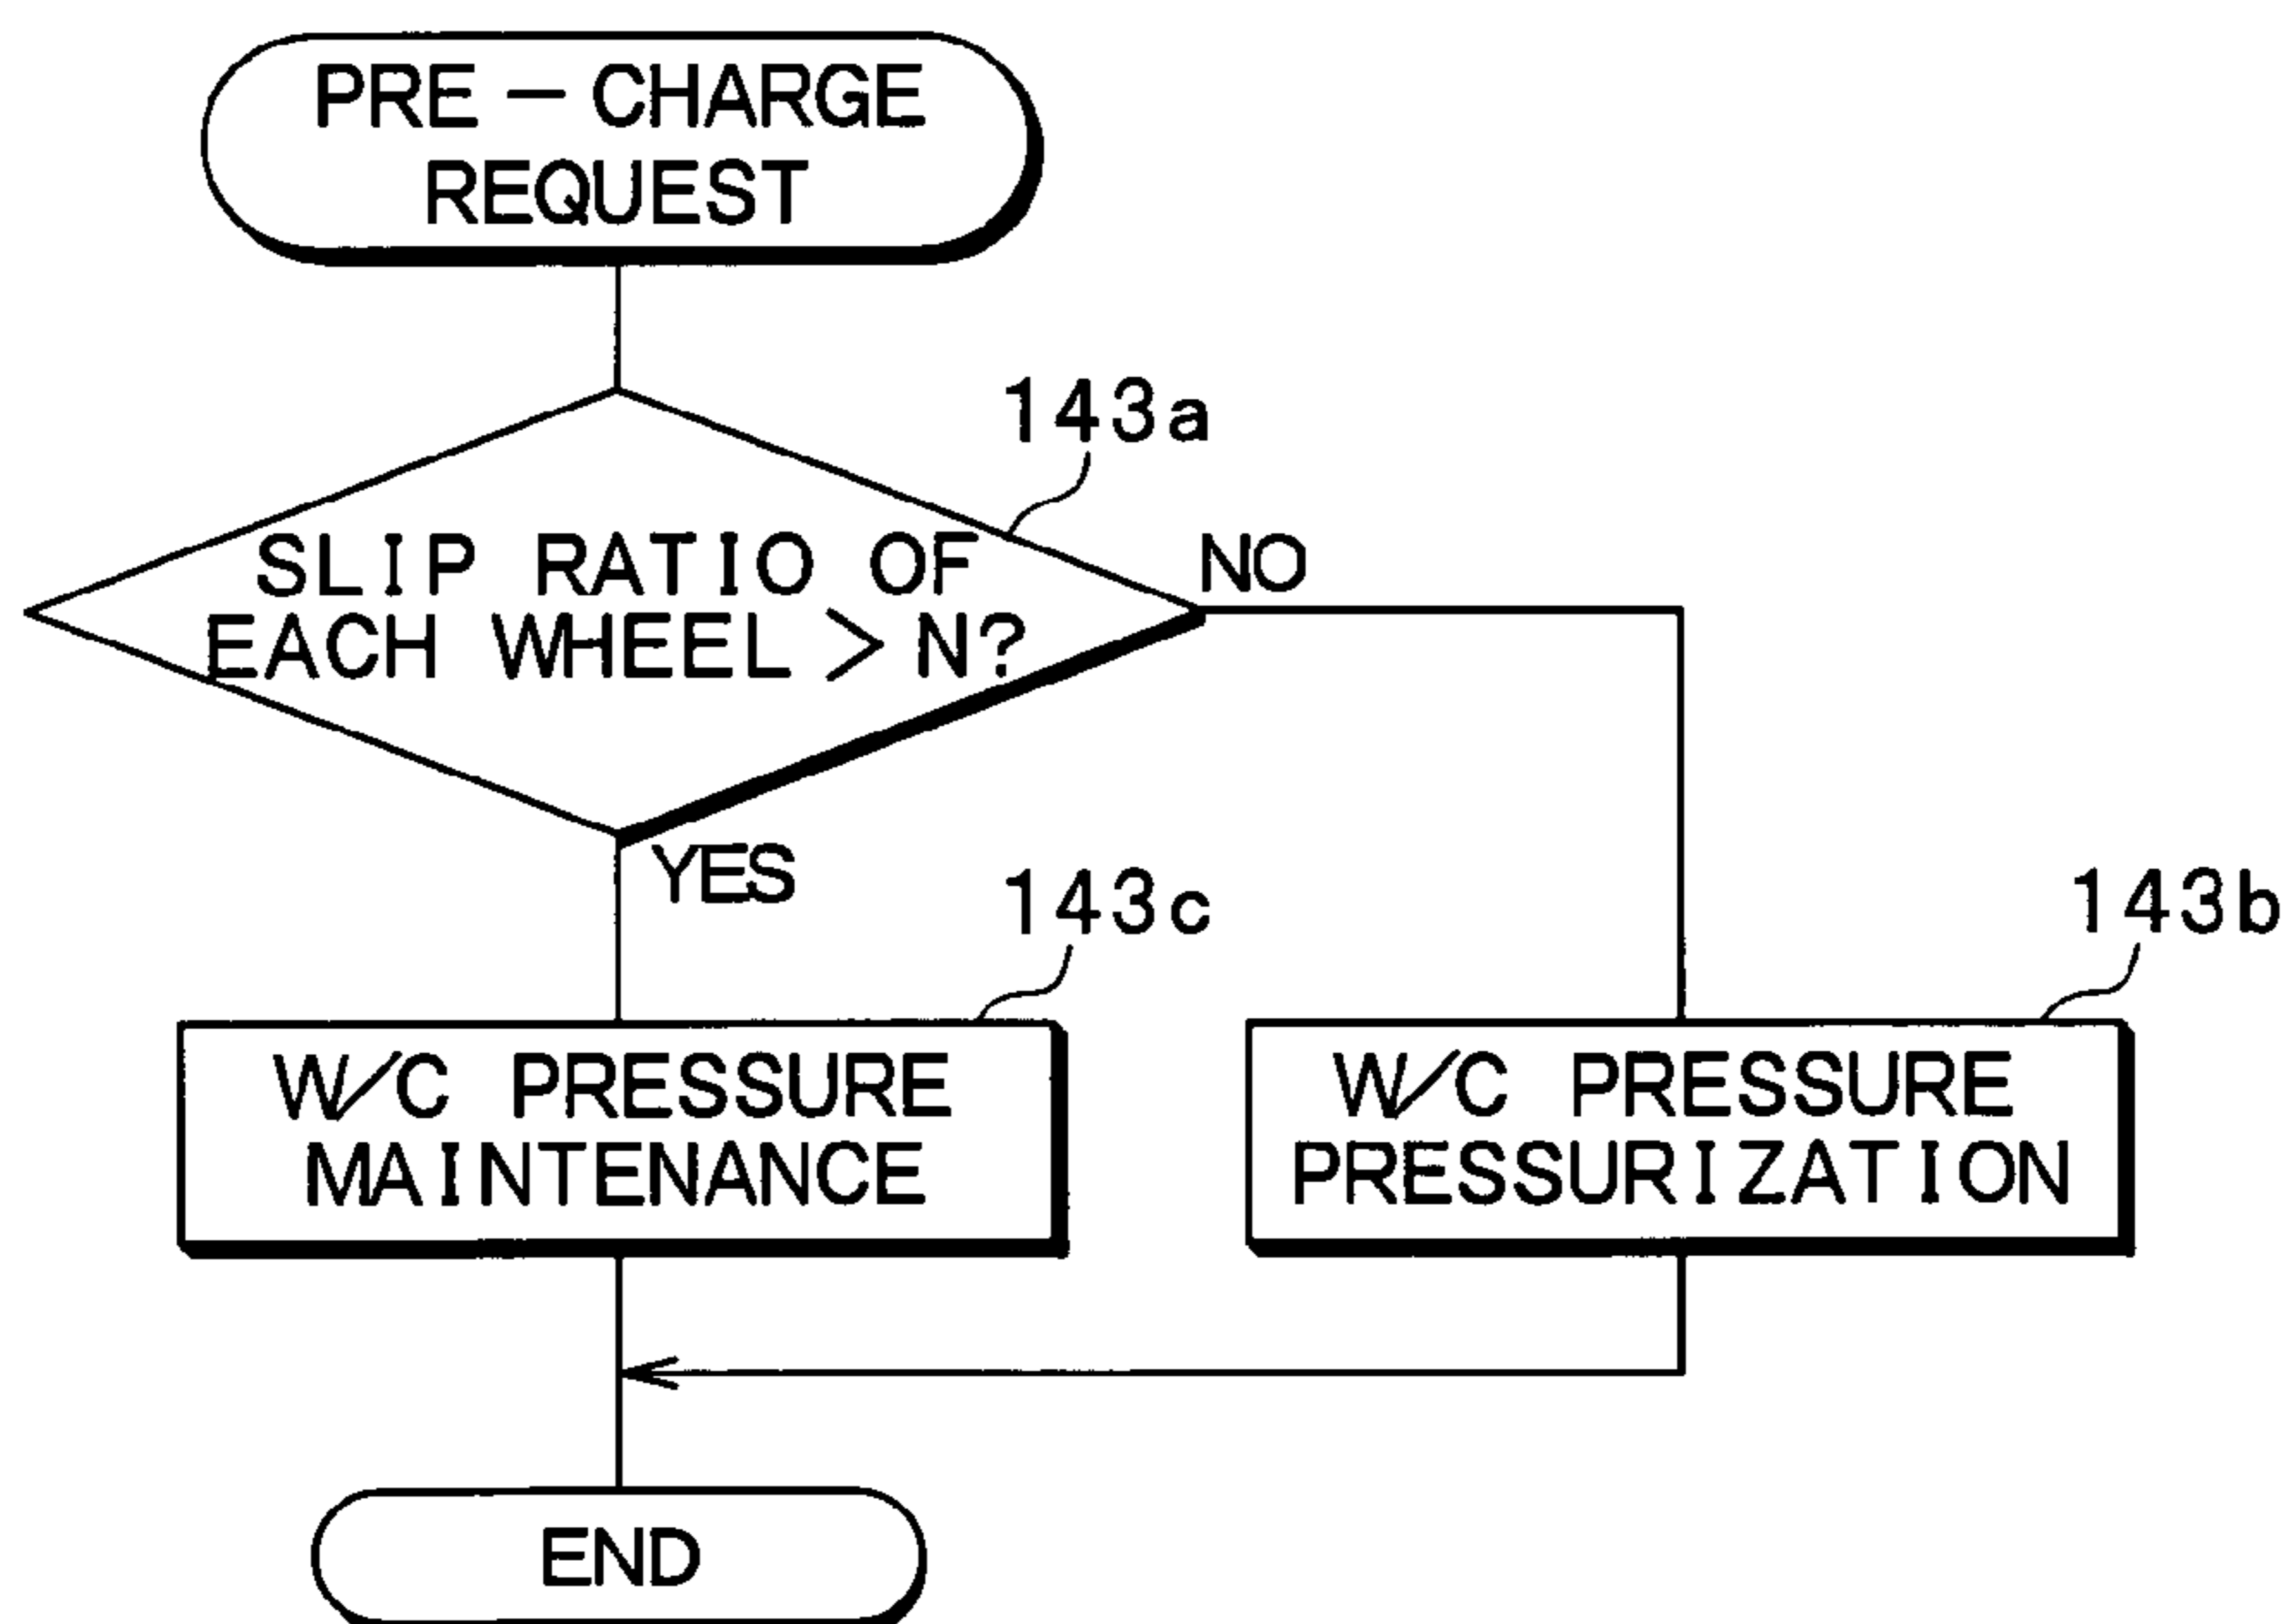 PRE-CHARGE
REQUEST
143a
SLIP RATIO OF
EACH WHEEL > N?
NO
YES
143c
143b
W/C PRESSURE
MAINTENANCE
W/C PRESSURE
PRESSURIZATION
END